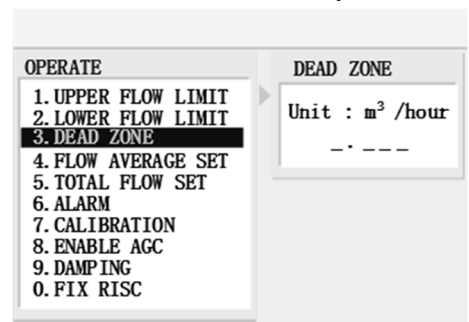 OPERATE
1. UPPER FLOW LIMIT
2. LOWER FLOW LIMIT
3. DEAD ZONE
4. FLOW AVERAGE SET
5. TOTAL FLOW SET
6. ALARM
7. CALIBRATION
8. ENABLE AGC
9. DAMPING
0. FIX RISC
DEAD ZONE
Unit : m³ /hour
_._ _ _